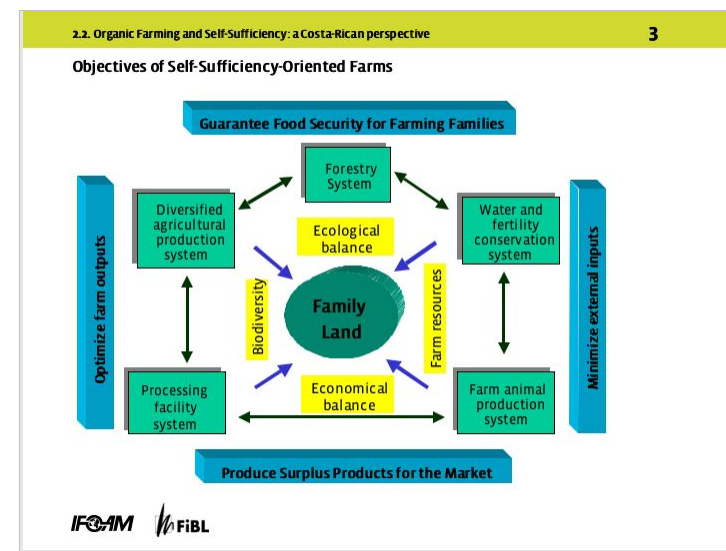 2.2. Organic Farming and Self-Sufficiency: a Costa-Rican perspective
3
Objectives of Self-Sufficiency-Oriented Farms
Guarantee Food Security for Farming Families
Forestry
System
Diversified
agricultural
production
system
Water and
fertility
conservation
system
Ecological
balance
Optimize farm outputs
Biodiversity
Family
Land
Farm resources
Minimize external inputs
Processing
facility
system
Economical
balance
Farm animal
production
system
Produce Surplus Products for the Market
IFOAM
FiBL